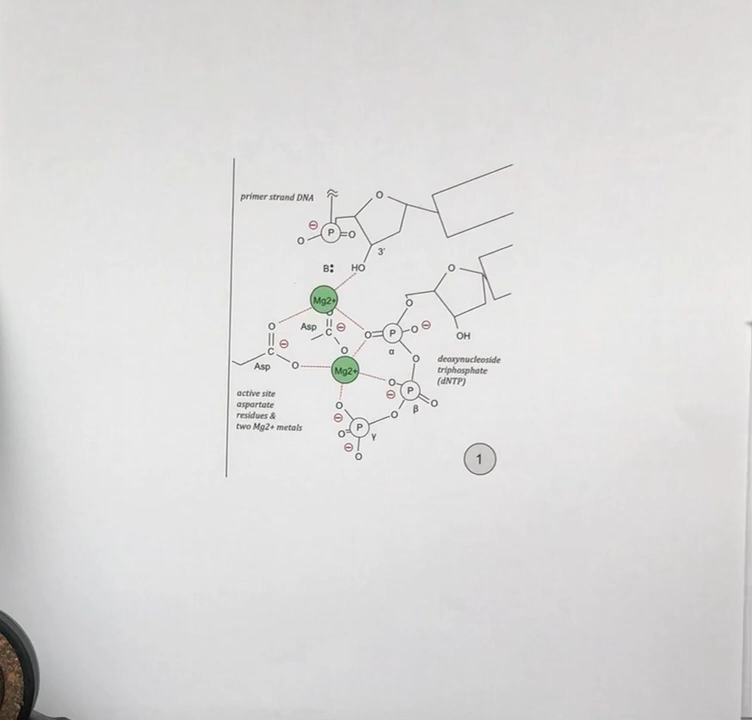 primer strand DNA
O
⊖
O P=O
3'
B: HO
Mg2+
O
O
O
O
Asp C ⊖
O=P-O ⊖
α
OH
⊖
C
O
O
Asp
O
Mg2+
deoxynucleoside
triphosphate
(dNTP)
O
P
⊖
O
β
active site
aspartate
residues &
two Mg2+ metals
O
⊖
O
O=P
γ
⊖
O
1